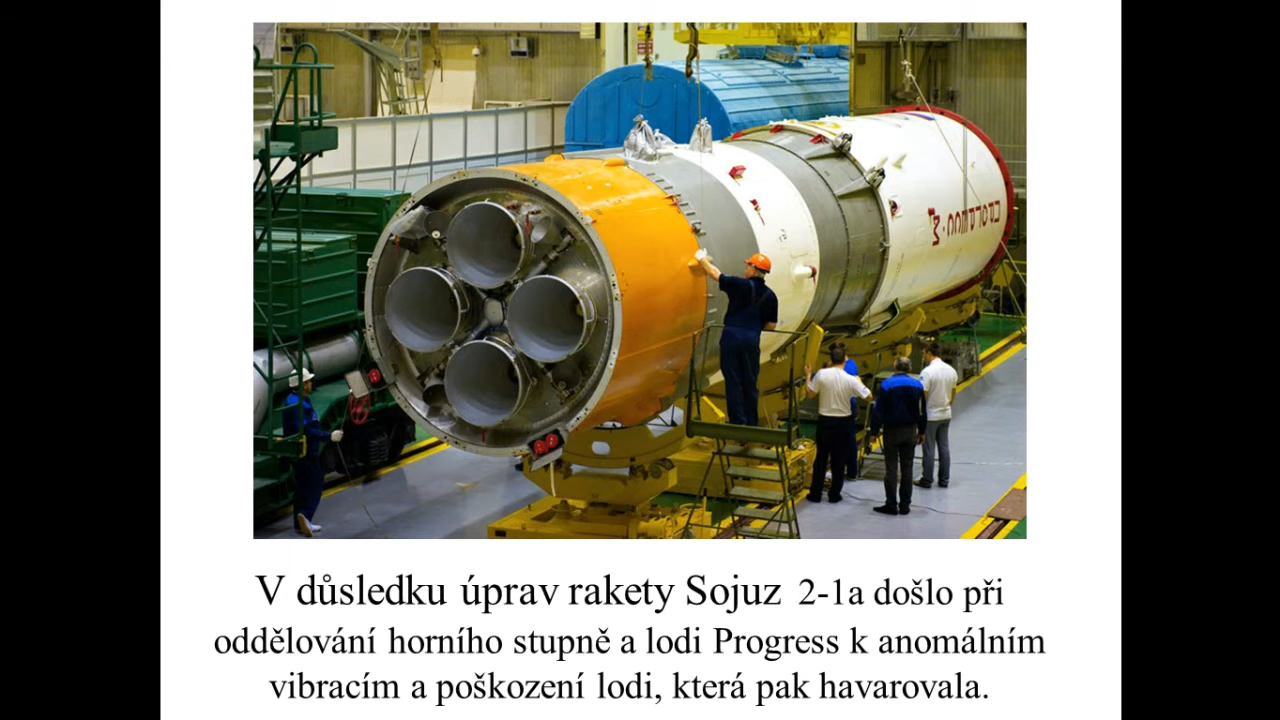 V důsledku úprav rakety Sojuz 2-1a došlo při
oddělování horního stupně a lodi Progress k anomálním
vibracím a poškození lodi, která pak havarovala.